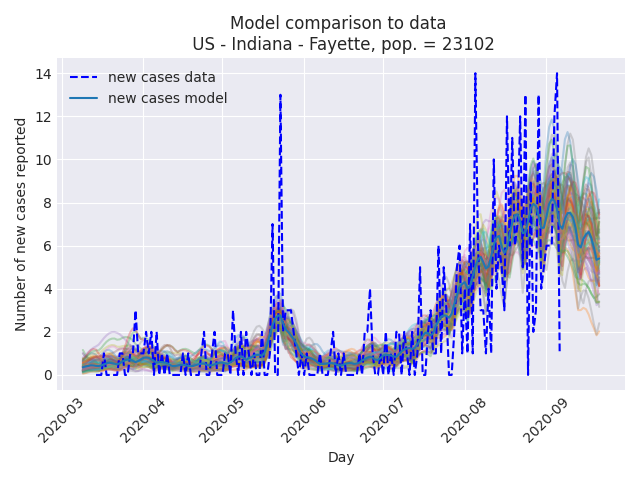 Model comparison to data
US - Indiana - Fayette, pop. = 23102
new cases data
new cases model
Number of new cases reported
14
12
10
8
6
4
2
0
2020-03
2020-04
2020-05
2020-06
2020-07
2020-08
2020-09
Day